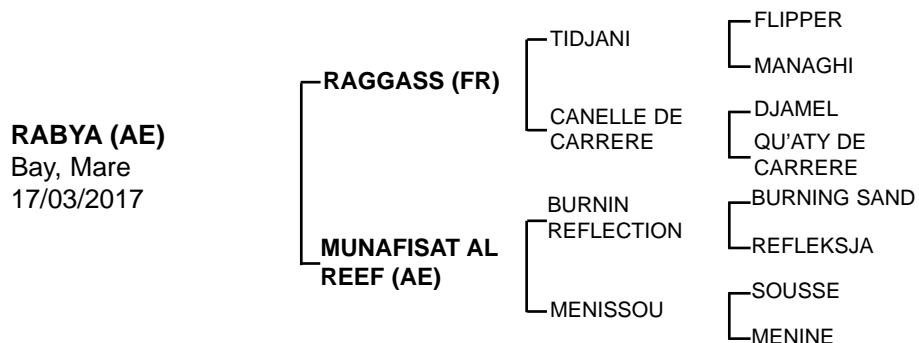 RABYA (AE)
Bay, Mare
17/03/2017
RAGGASS (FR)
MUNAFISAT AL
REEF (AE)
TIDJANI
CANELLE DE
CARRERE
BURNIN
REFLECTION
MENISSOU
FLIPPER
MANAGHI
DJAMEL
QU'ATY DE
CARRERE
BURNING SAND
REFLEKSJA
SOUSSE
MENINE